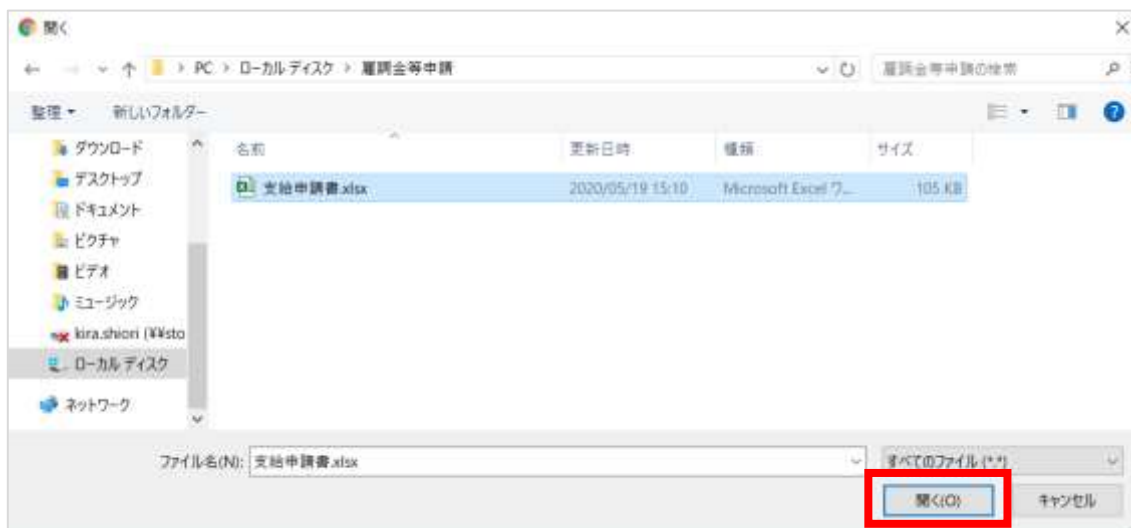 開く
PC › ローカル ディスク › 雇調金等申請
雇調金等申請の検索
整理 新しいフォルダー
名前 更新日時 種類 サイズ
ダウンロード
支給申請書.xlsx 2020/05/19 15:10 Microsoft Excel ワ... 105 KB
デスクトップ
ドキュメント
ピクチャ
ビデオ
ミュージック
kira.shiori (¥¥sto
ローカル ディスク
ネットワーク
ファイル名(N): 支給申請書.xlsx すべてのファイル (*.*)
開く(O) キャンセル